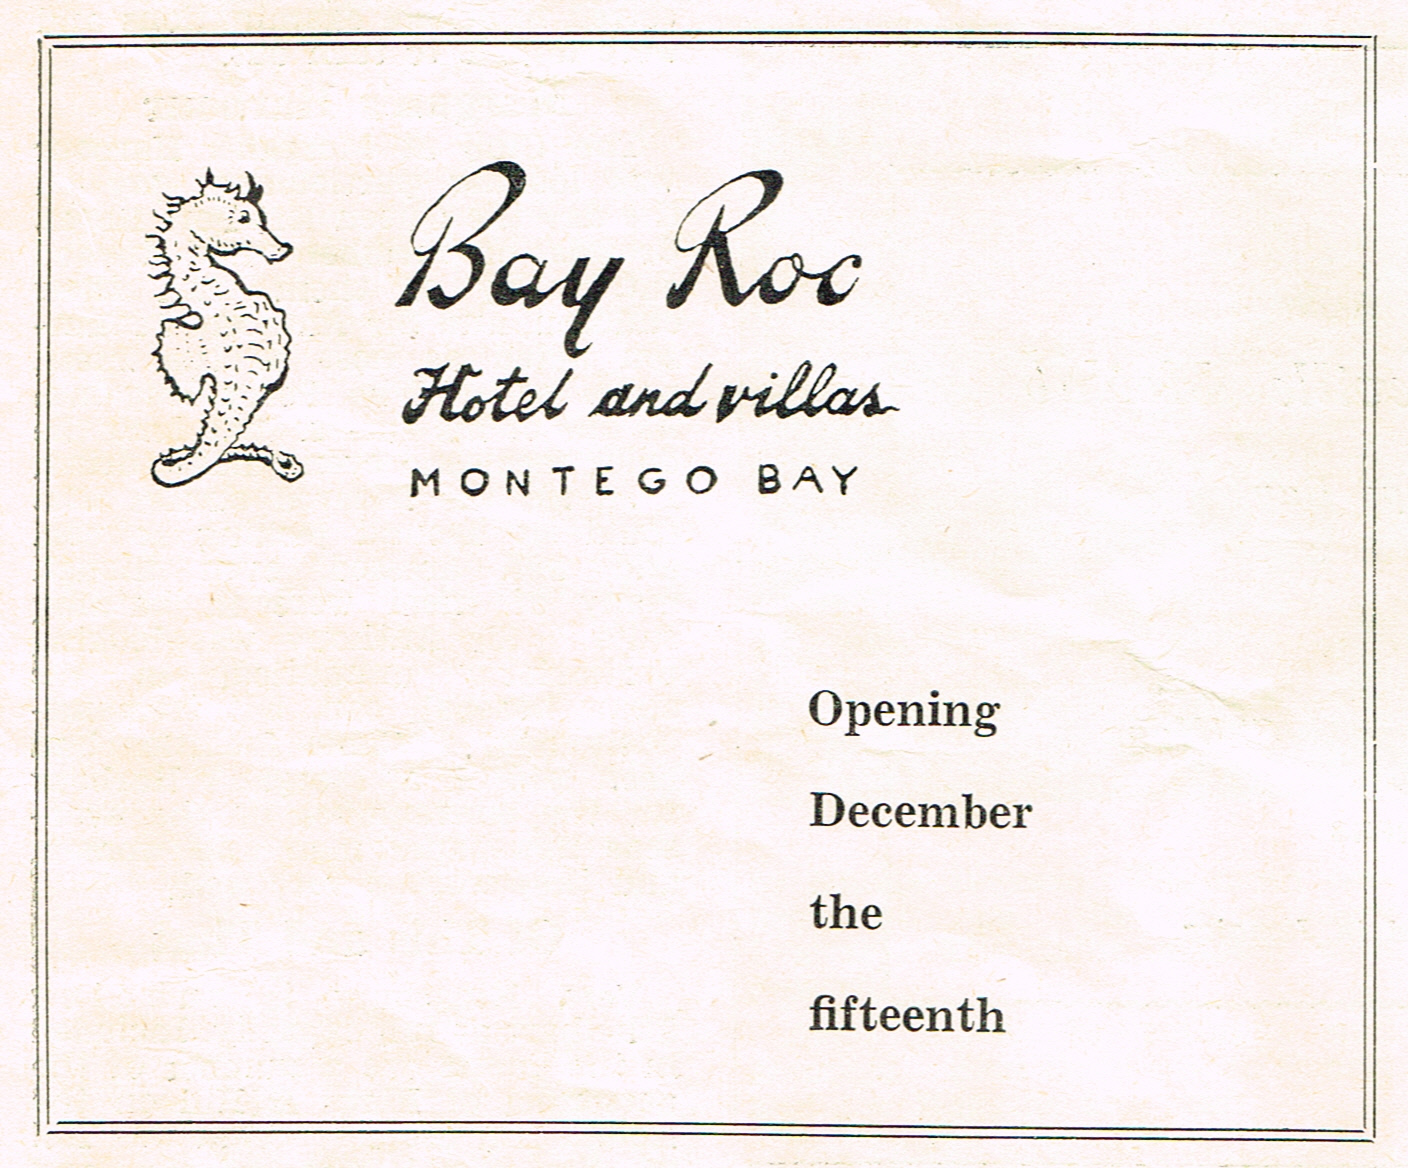 Bay Roc
Hotel and villas
MONTEGO BAY
Opening
December
the
fifteenth